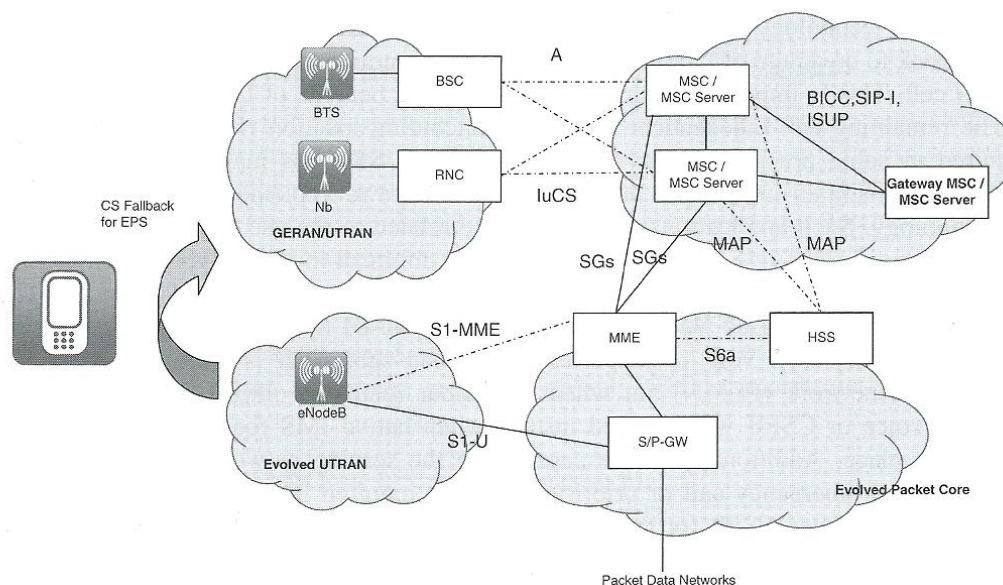 A
BTS
BSC
MSC /
MSC Server
BICC,SIP-I,
ISUP
Nb
RNC
IuCS
MSC /
MSC Server
Gateway MSC /
MSC Server
CS Fallback
for EPS
GERAN/UTRAN
SGs
SGs
MAP
MAP
S1-MME
MME
S6a
HSS
eNodeB
S1-U
Evolved UTRAN
S/P-GW
Evolved Packet Core
Packet Data Networks